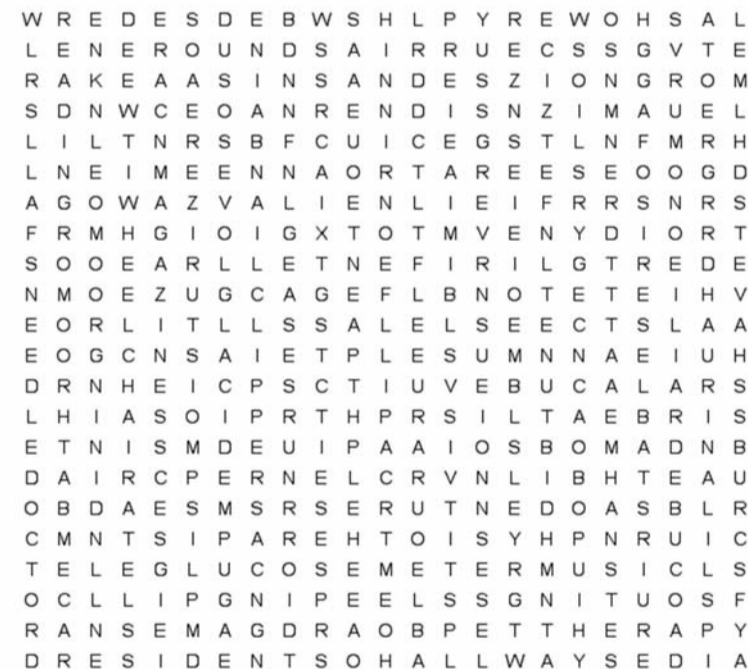 W R E D E S D E B W S H L P Y R E W O H S A L
L E N E R O U N D S A I R R U E C S S G V T E
R A K E A A S I N S A N D E S Z I O N G R O M
S D N W C E O A N R E N D I S N Z I M A U E L
L I L T N R S B F C U I C E G S T L N F M R H
L N E I M E E N N A O R T A R E E S E O O G D
A G O W A Z V A L I E N L I E I F R R S N R S
F R M H G I O I G X T O T M V E N Y D I O R T
S O O E A R L L E T N E F I R I L G T R E D E
N M O E Z U G C A G E F L B N O T E T E I H V
E O R L I T L L S S A L E L S E E C T S L A A
E O G C N S A I E T P L E S U M N N A E I U H
D R N H E I C P S C T I U V E B U C A L A R S
L H I A S O I P R T H P R S I L T A E B R I S
E T N I S M D E U I P A A I O S B O M A D N B
D A I R C P E R N E L C R V N L I B H T E A U
O B D A E S M S R S E R U T N E D O A S B L R
C M N T S I P A R E H T O I S Y H P N R U I C
T E L E G L U C O S E M E T E R M U S I C L S
O C L L I P G N I P E E L S S G N I T U O S F
R A N S E M A G D R A O B P E T T H E R A P Y
D R E S I D E N T S O H A L L W A Y S E D I A